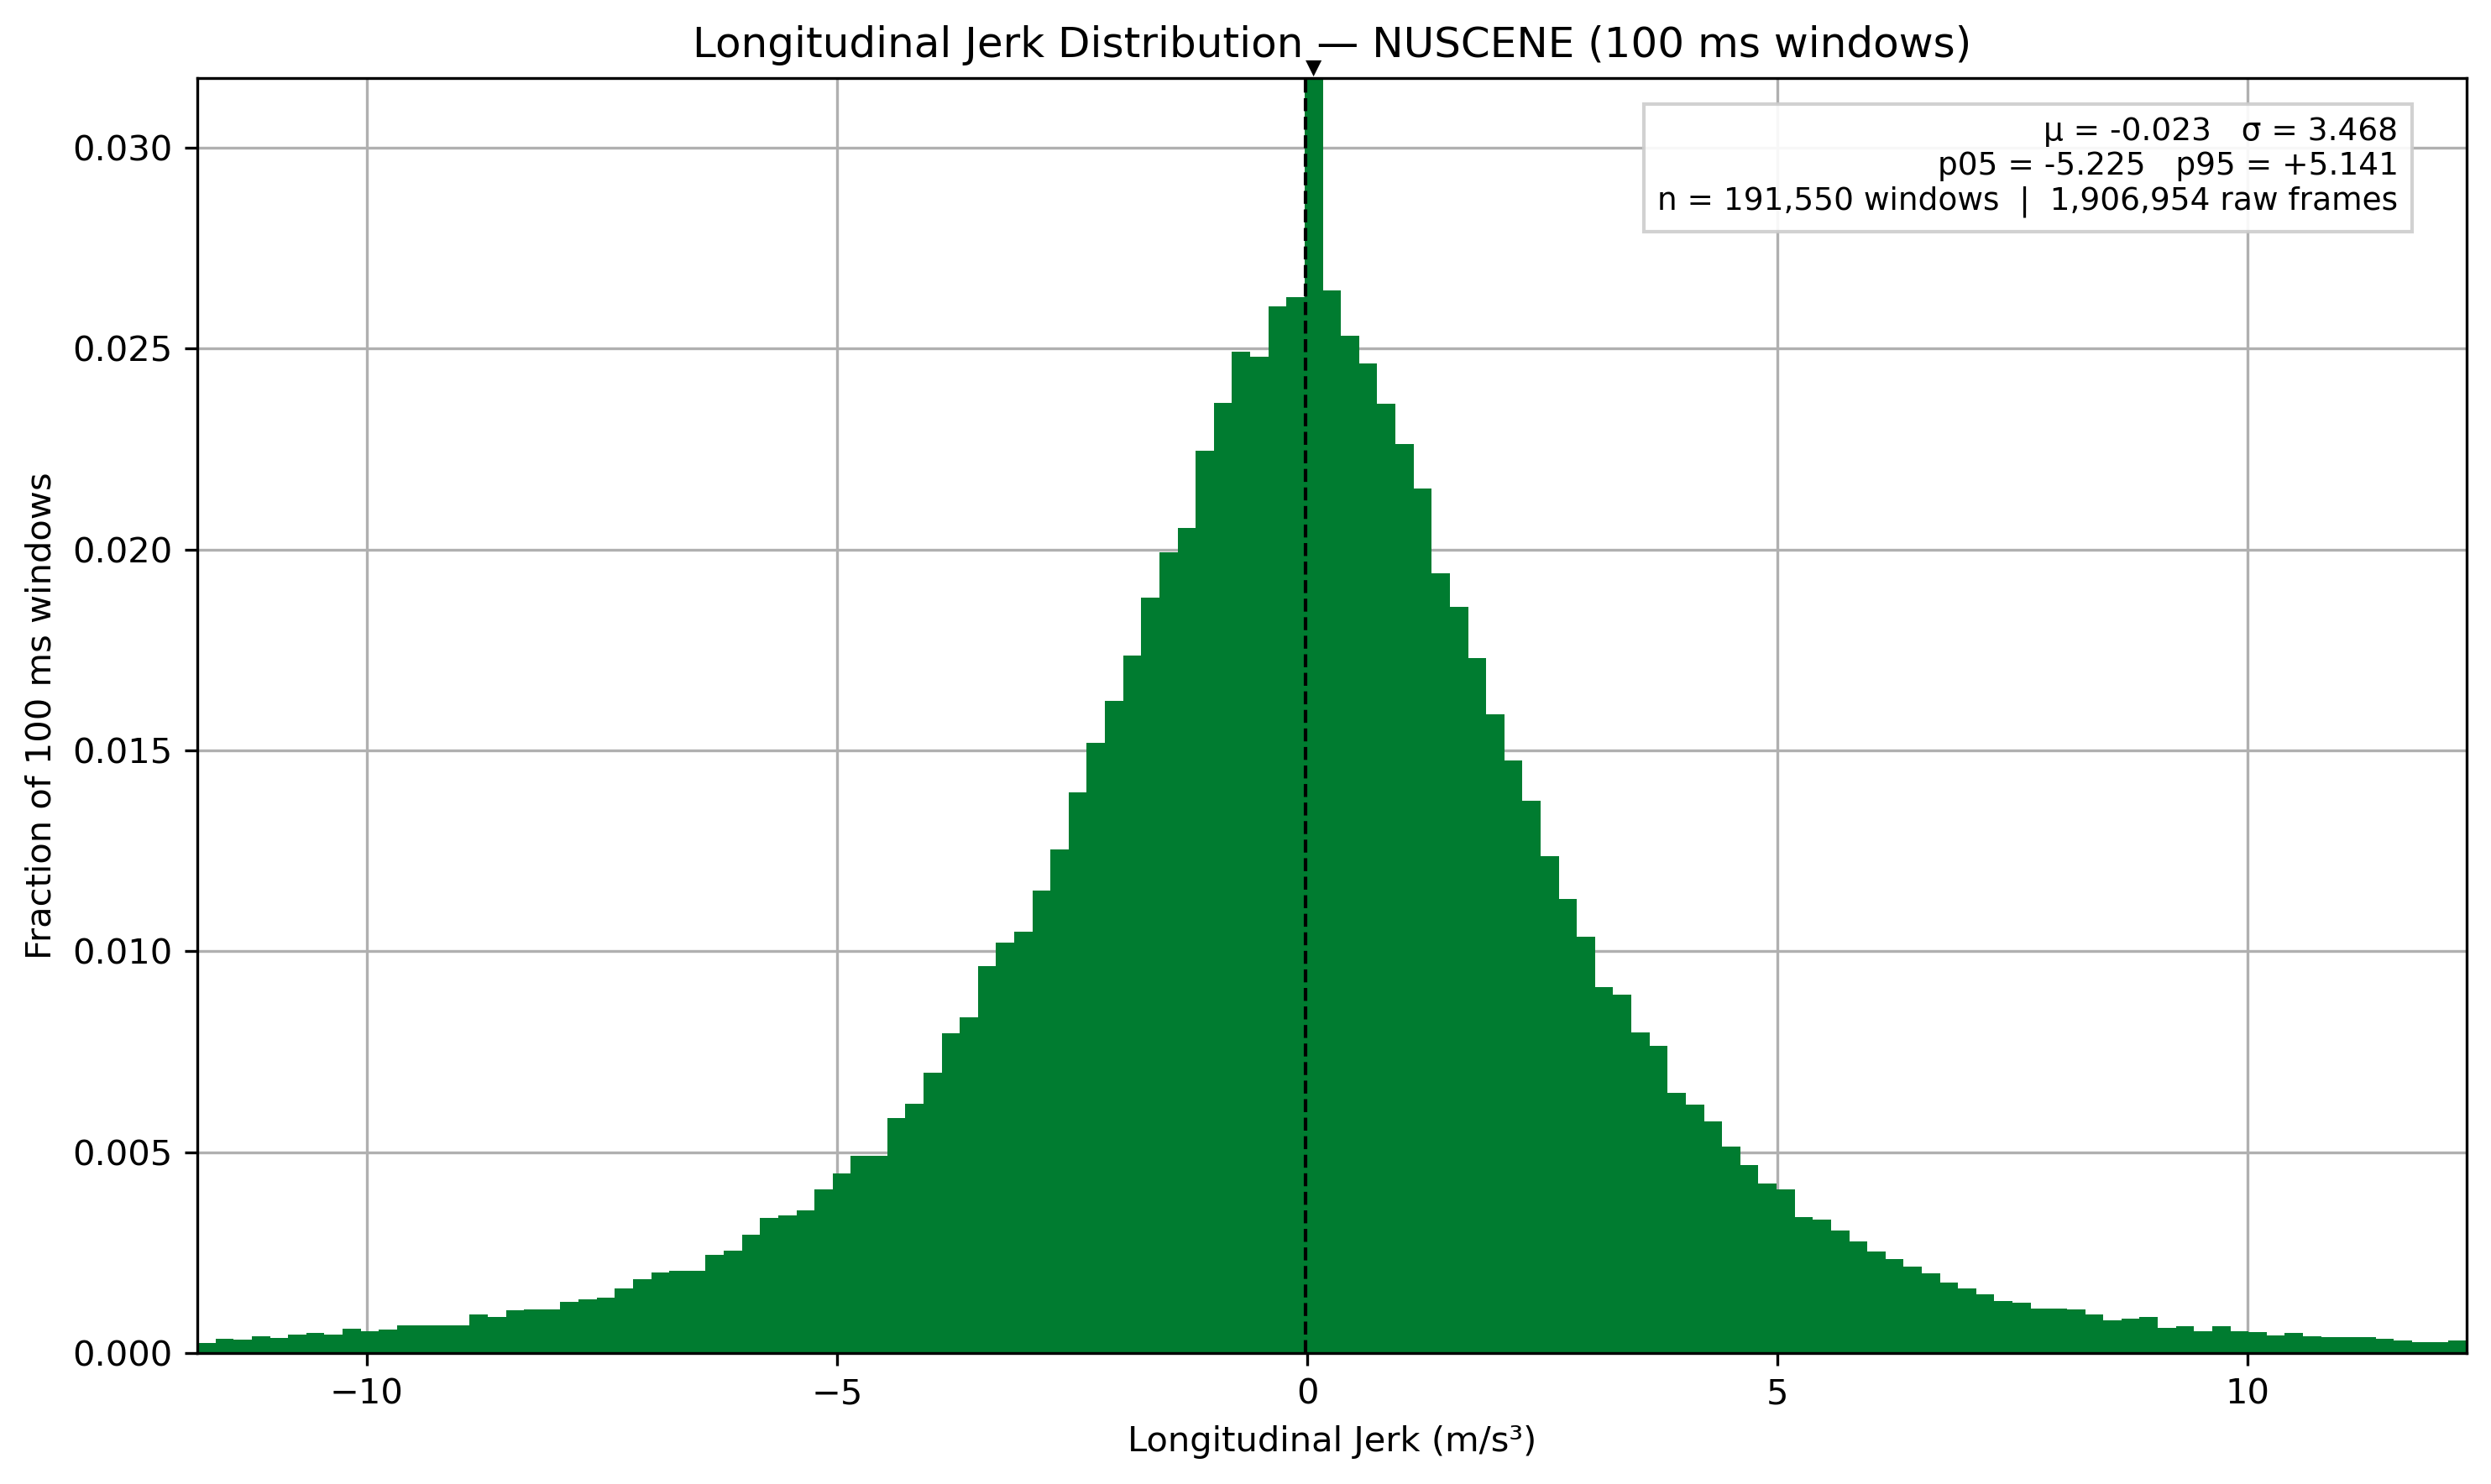 Longitudinal Jerk Distribution — NUSCENE (100 ms windows)
μ = -0.023   σ = 3.468
p05 = -5.225   p95 = +5.141
n = 191,550 windows  |  1,906,954 raw frames
0.030
0.025
0.020
0.015
0.010
0.005
0.000
Fraction of 100 ms windows
−10
−5
0
5
10
Longitudinal Jerk (m/s³)